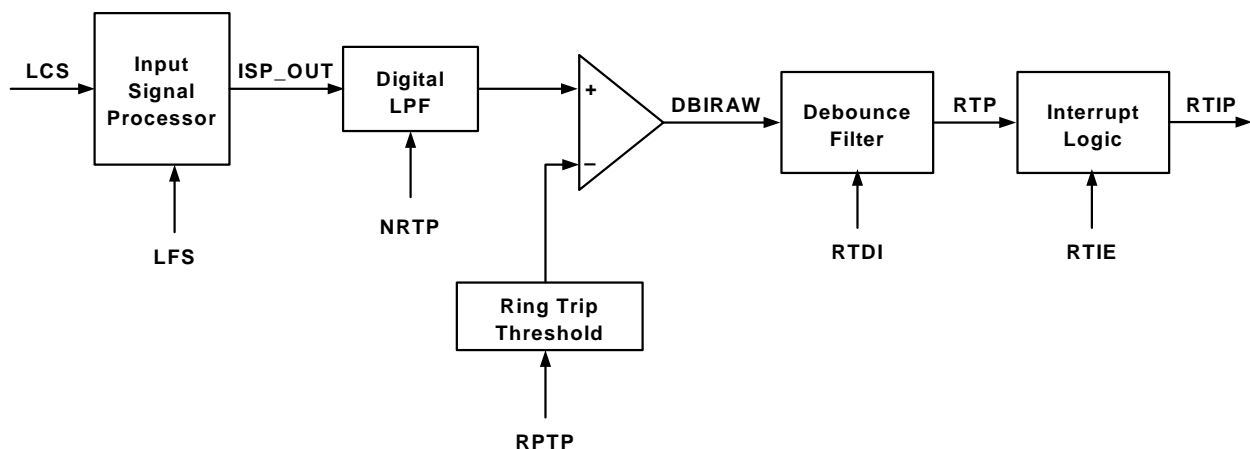 LCS
Input
Signal
Processor
ISP_OUT
Digital
LPF
+
–
DBIRAW
Debounce
Filter
RTP
Interrupt
Logic
RTIP
LFS
NRTP
RTDI
RTIE
Ring Trip
Threshold
RPTP